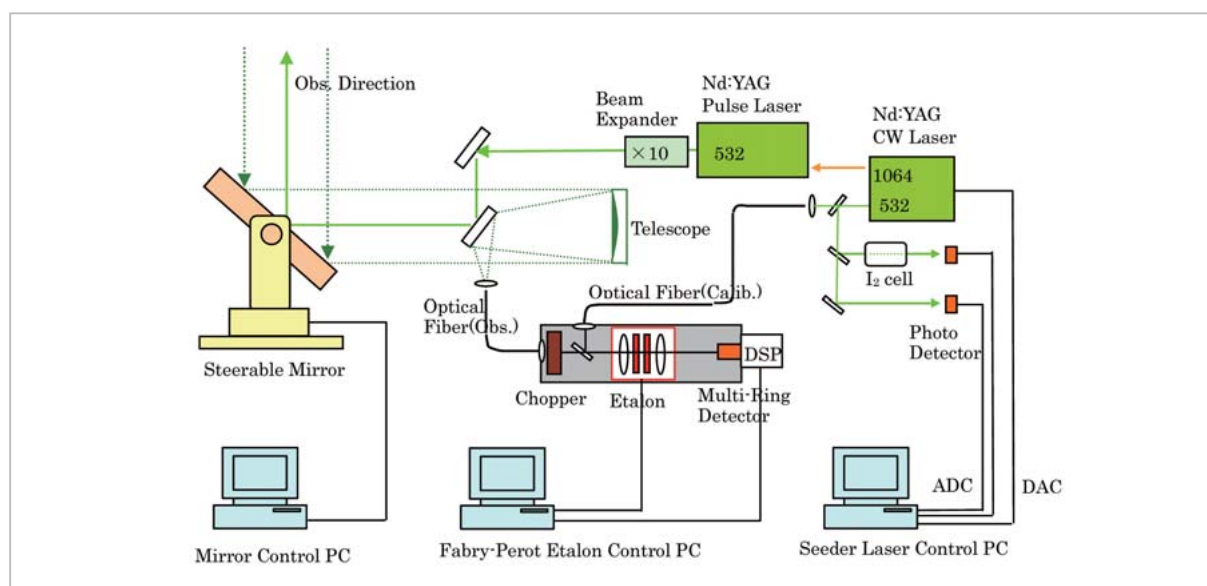 Obs. Direction
Nd:YAG
Pulse Laser
Beam
Expander
×10
532
Nd:YAG
CW Laser
1064
532
Telescope
I₂ cell
Optical
Fiber(Obs.)
Optical Fiber(Calib.)
Photo
Detector
DSP
Steerable Mirror
Chopper
Etalon
Multi-Ring
Detector
ADC
DAC
Mirror Control PC
Fabry-Perot Etalon Control PC
Seeder Laser Control PC